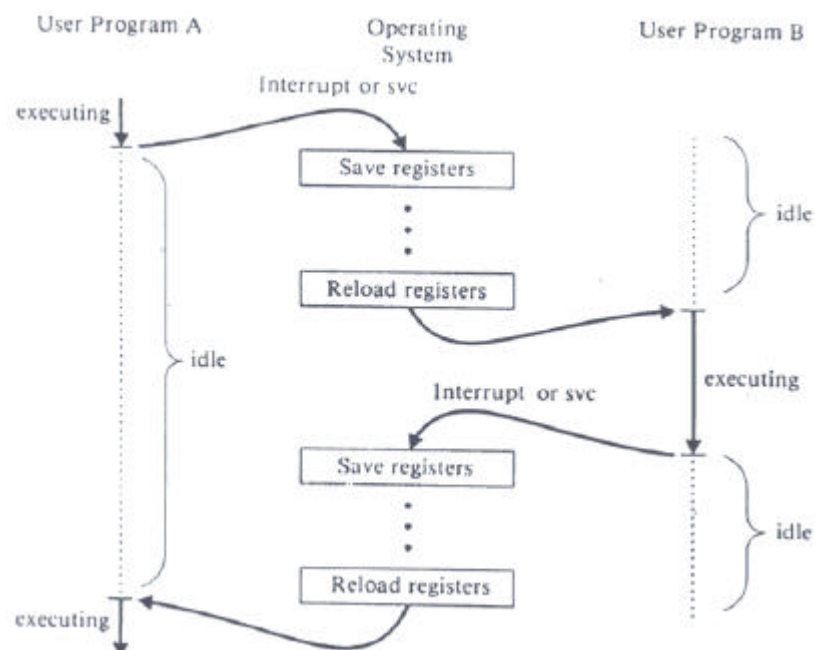 User Program A
Operating
System
User Program B
Interrupt or svc
executing
Save registers
idle
Reload registers
idle
executing
Interrupt or svc
Save registers
idle
Reload registers
executing